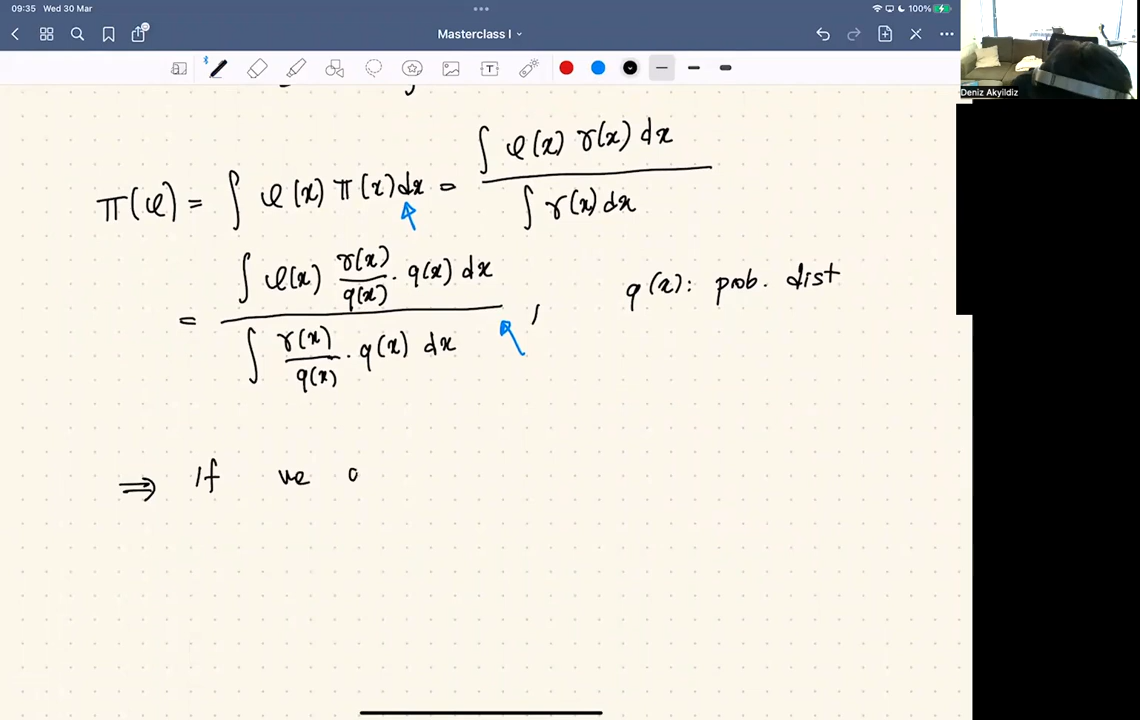 09:35 Wed 30 Mar
100%
Masterclass I
Deniz Akyildiz
π(φ) = ∫ φ(x) π(x) dx = ∫ φ(x) γ(x) dx / ∫ γ(x) dx
= ∫ φ(x) γ(x)/q(x) · q(x) dx / ∫ γ(x)/q(x) · q(x) dx , q(x): prob. dist
⇒ If we o